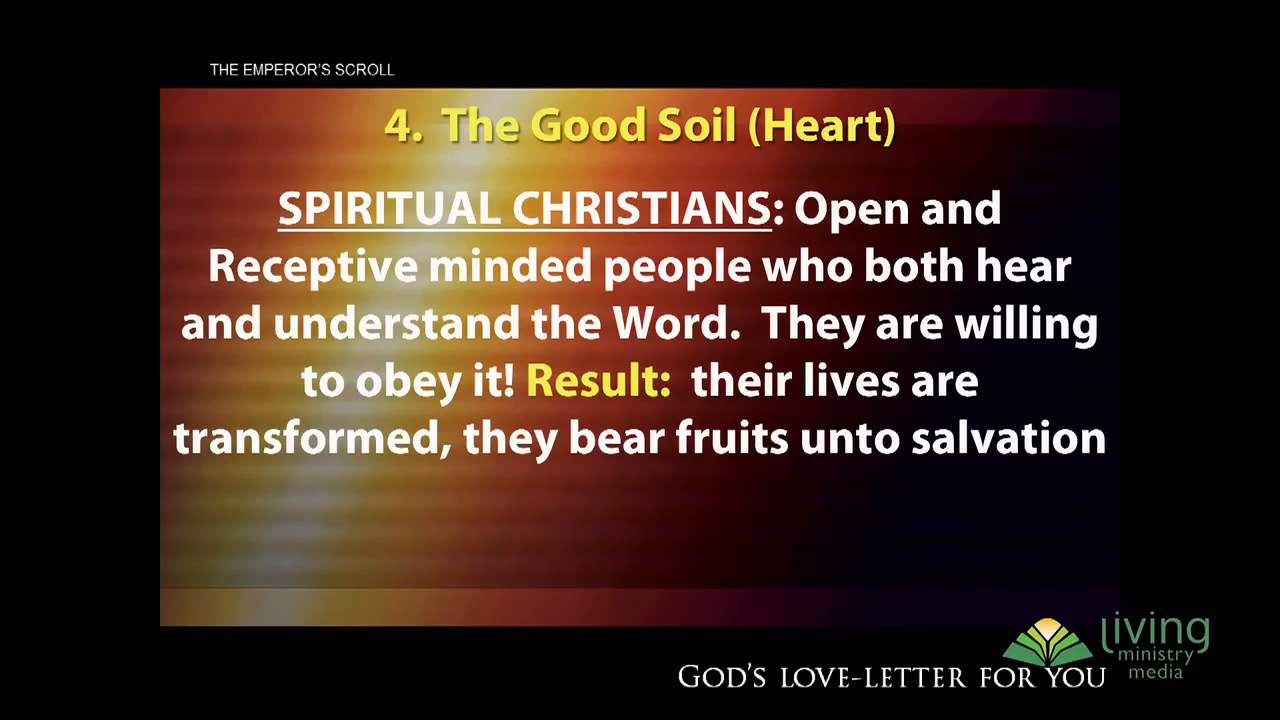 THE EMPEROR'S SCROLL
4. The Good Soil (Heart)
SPIRITUAL CHRISTIANS: Open and
Receptive minded people who both hear
and understand the Word. They are willing
to obey it! Result: their lives are
transformed, they bear fruits unto salvation
living
ministry
media
GOD'S LOVE-LETTER FOR YOU